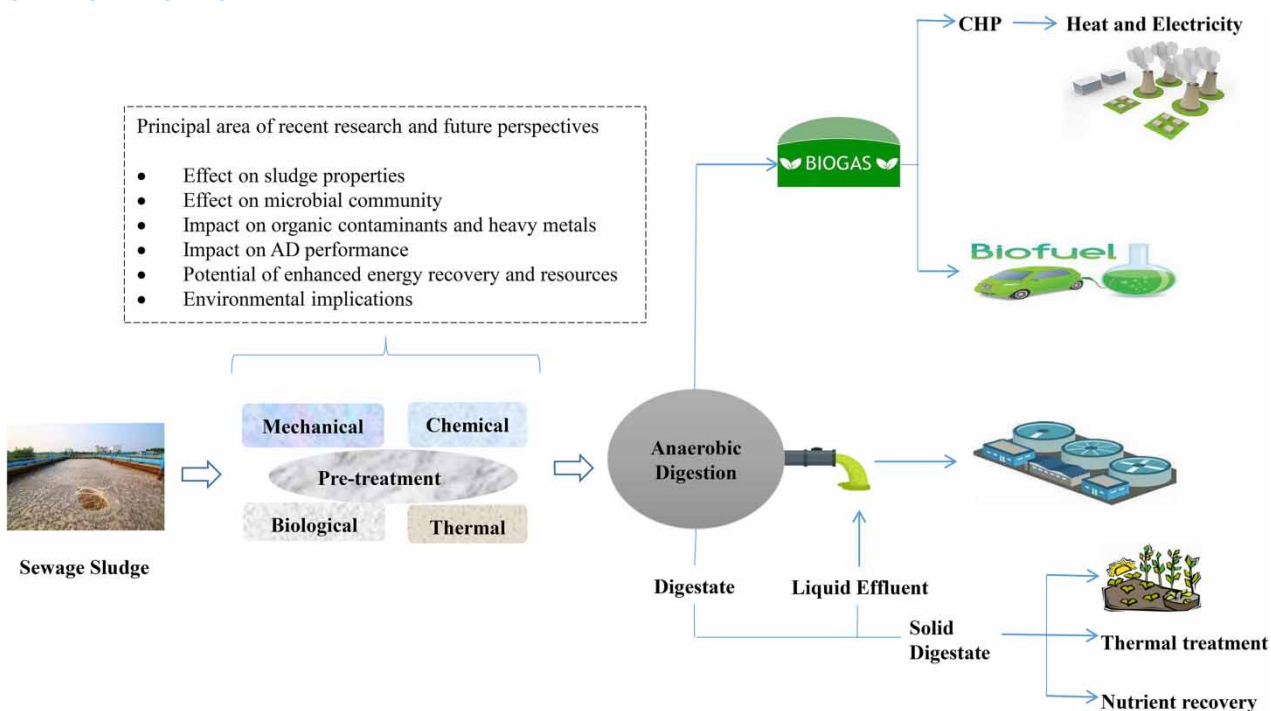 CHP
Heat and Electricity
Principal area of recent research and future perspectives
• Effect on sludge properties
• Effect on microbial community
• Impact on organic contaminants and heavy metals
• Impact on AD performance
• Potential of enhanced energy recovery and resources
• Environmental implications
BIOGAS
Biofuel
Mechanical
Chemical
Pre-treatment
Biological
Thermal
Anaerobic
Digestion
Sewage Sludge
Digestate
Liquid Effluent
Solid
Digestate
Thermal treatment
Nutrient recovery